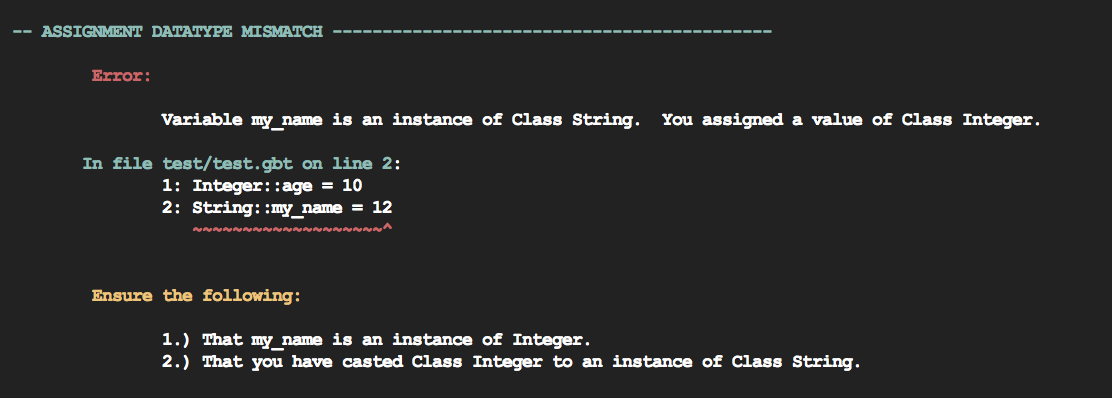 -- ASSIGNMENT DATATYPE MISMATCH --------------------------------------------
Error:
Variable my_name is an instance of Class String.  You assigned a value of Class Integer.
In file test/test.gbt on line 2:
1: Integer::age = 10
2: String::my_name = 12
~~~~~~~~~~~~~~~~~~~^
Ensure the following:
1.) That my_name is an instance of Integer.
2.) That you have casted Class Integer to an instance of Class String.